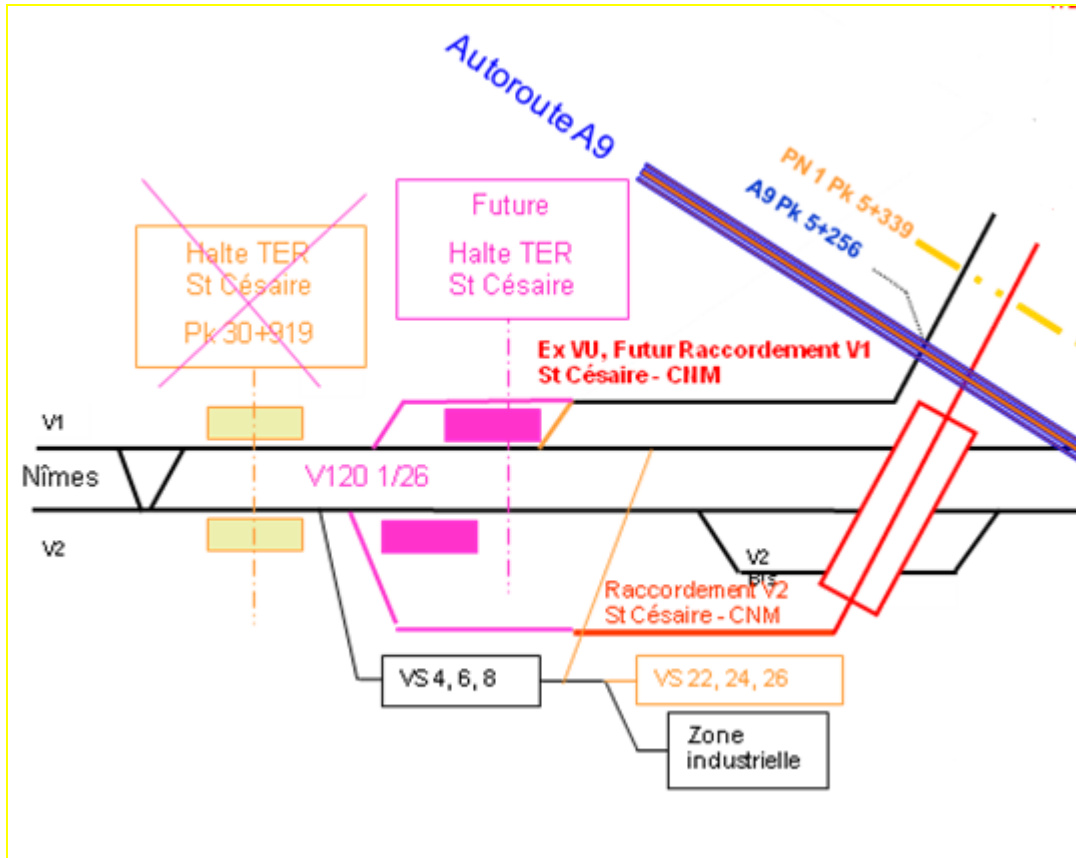 Autoroute A9
PN 1 Pk 5+339
A9 Pk 5+256
Future
Halte TER
St Césaire
Halte TER
St Césaire
Pk 30+919
Ex VU, Futur Raccordement V1
St Césaire - CNM
V1
Nîmes
V120 1/26
V2
V2
Bis
Raccordement V2
St Césaire - CNM
VS 4, 6, 8
VS 22, 24, 26
Zone
industrielle